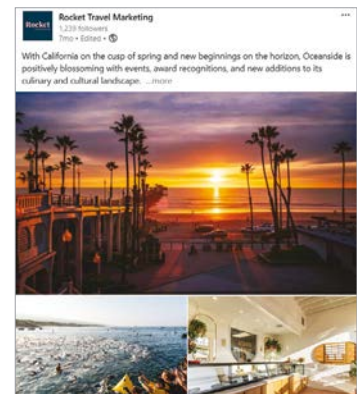 Rocket
Rocket Travel Marketing
1,239 followers
7mo • Edited •
With California on the cusp of spring and new beginnings on the horizon, Oceanside is
positively blossoming with events, award recognitions, and new additions to its
culinary and cultural landscape. ...more